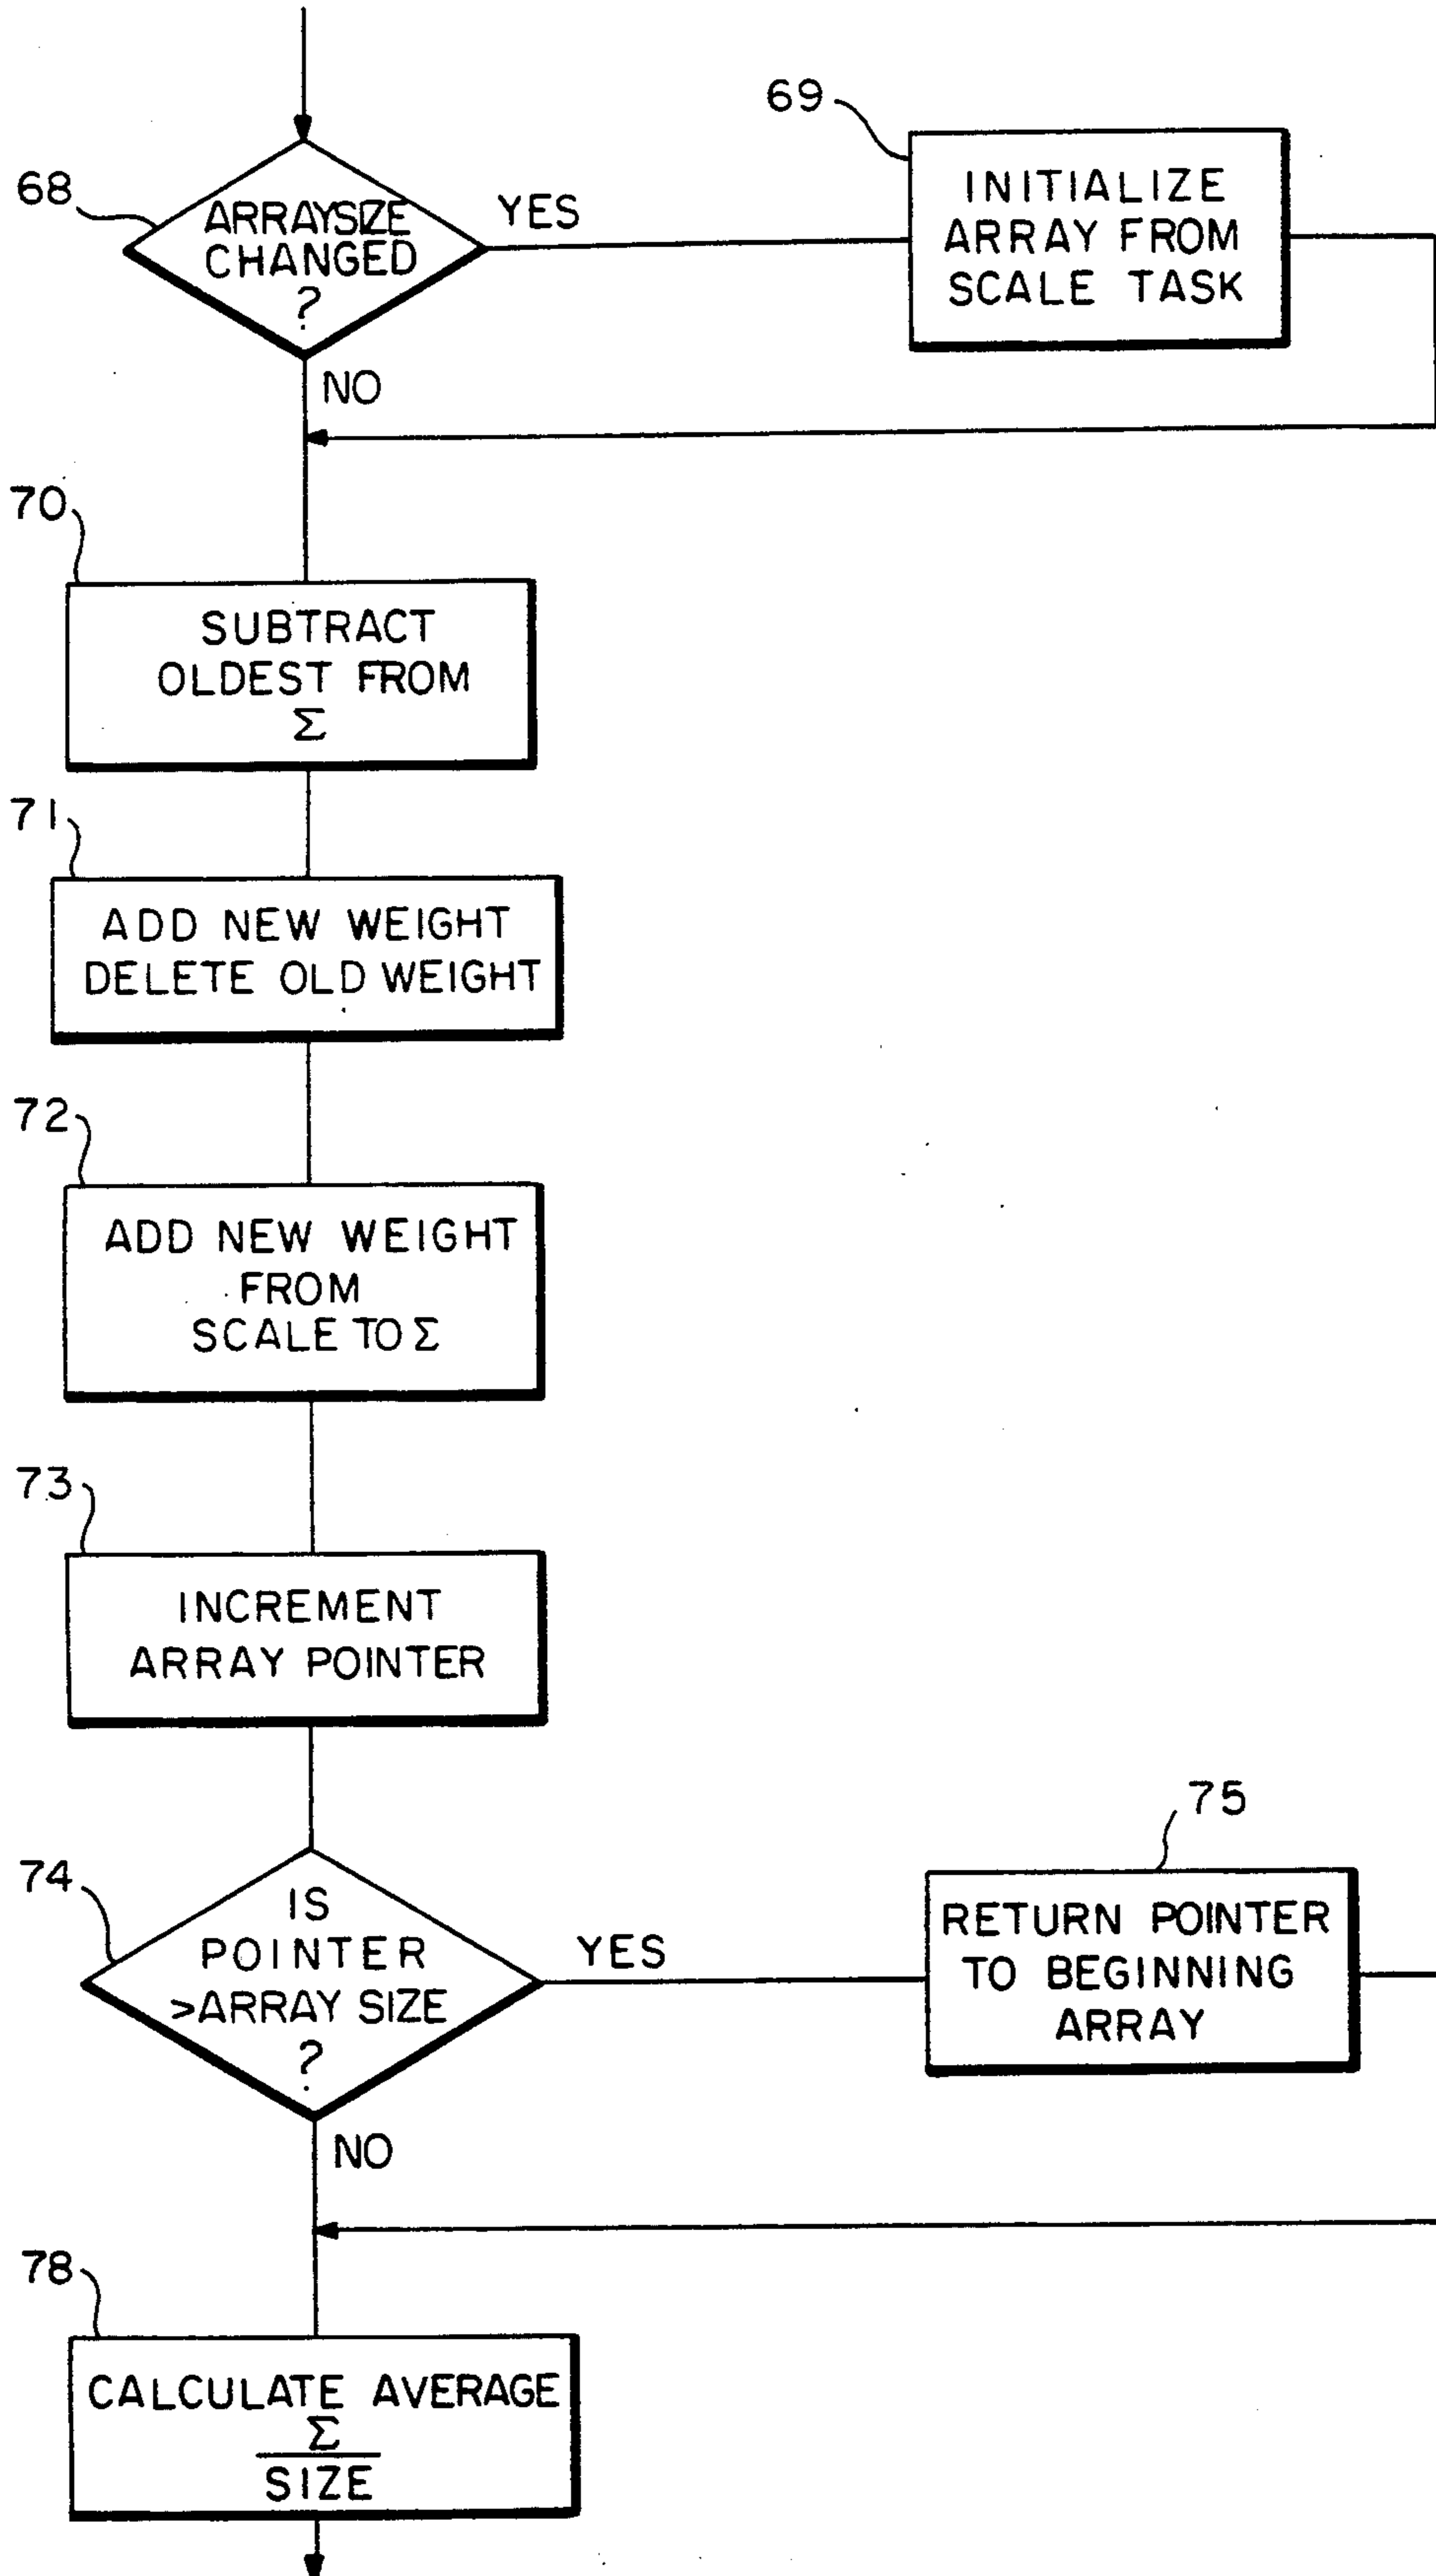 69
INITIALIZE
ARRAY FROM
SCALE TASK
68
ARRAYSIZE
CHANGED
?
YES
NO
70
SUBTRACT
OLDEST FROM
Σ
71
ADD NEW WEIGHT
DELETE OLD WEIGHT
72
ADD NEW WEIGHT
FROM
SCALE TO Σ
73
INCREMENT
ARRAY POINTER
74
IS
POINTER
>ARRAY SIZE
?
YES
NO
75
RETURN POINTER
TO BEGINNING
ARRAY
78
CALCULATE AVERAGE
Σ
SIZE